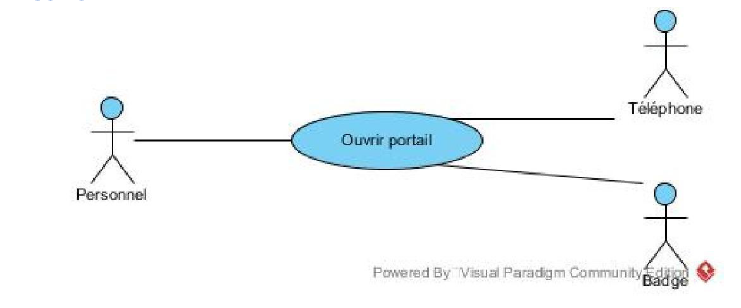 Téléphone
Ouvrir portail
Personnel
Powered By Visual Paradigm Community Edition
Badge